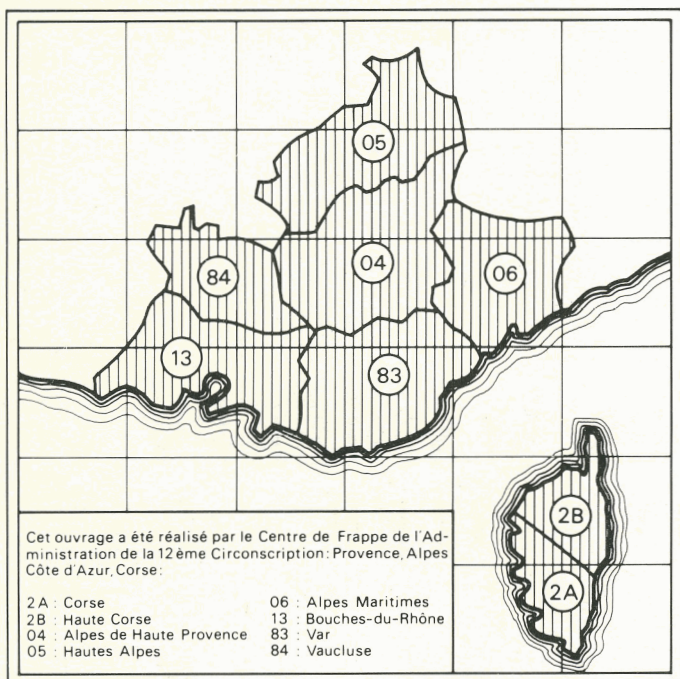 05
84
04
06
13
83
2B
2A
Cet ouvrage a été réalisé par le Centre de Frappe de l'Ad-
ministration de la 12ème Circonscription: Provence, Alpes
Côte d'Azur, Corse:
2A : Corse
2B : Haute Corse
04 : Alpes de Haute Provence
05 : Hautes Alpes
06 : Alpes Maritimes
13 : Bouches-du-Rhône
83 : Var
84 : Vaucluse